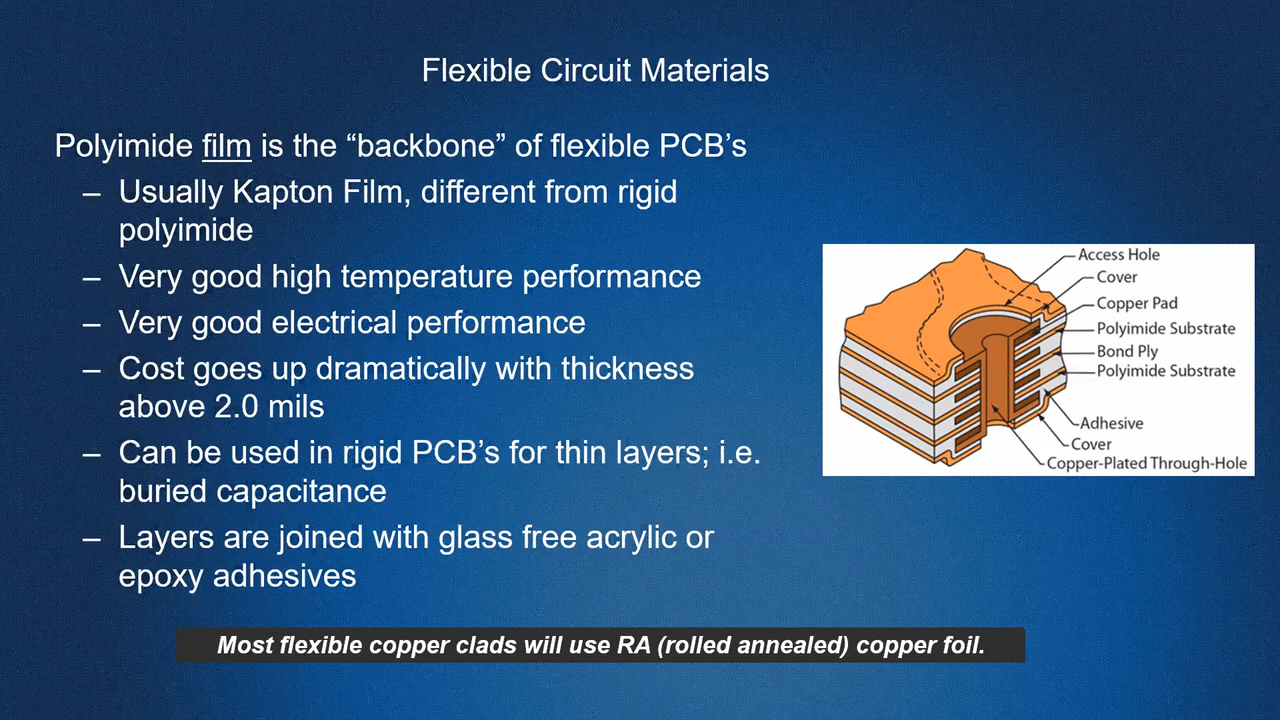 Flexible Circuit Materials
Polyimide film is the “backbone” of flexible PCB’s
– Usually Kapton Film, different from rigid
polyimide
– Very good high temperature performance
– Very good electrical performance
– Cost goes up dramatically with thickness
above 2.0 mils
– Can be used in rigid PCB’s for thin layers; i.e.
buried capacitance
– Layers are joined with glass free acrylic or
epoxy adhesives
Access Hole
Cover
Copper Pad
Polyimide Substrate
Bond Ply
Polyimide Substrate
Adhesive
Cover
Copper-Plated Through-Hole
Most flexible copper clads will use RA (rolled annealed) copper foil.